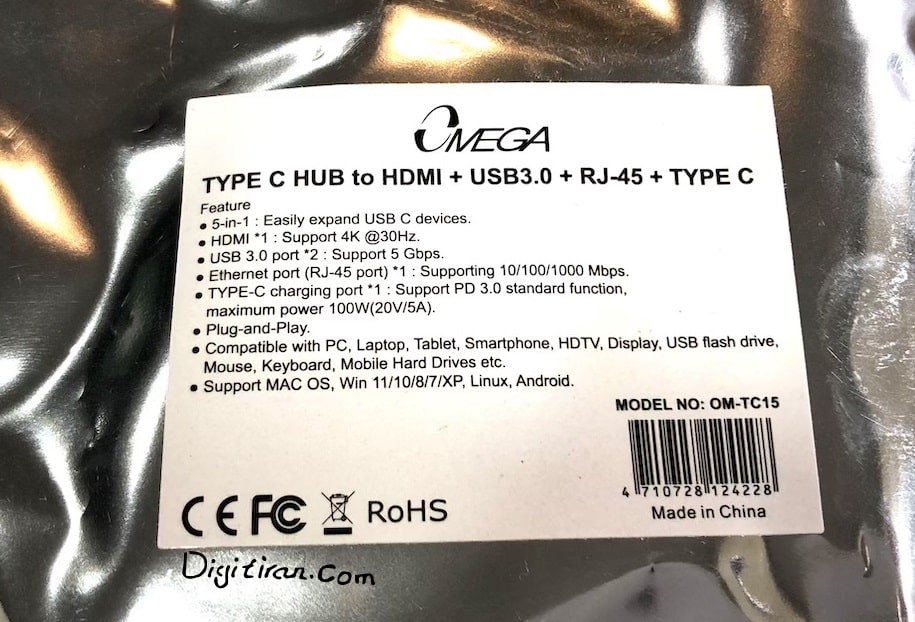 OMEGA
TYPE C HUB to HDMI + USB3.0 + RJ-45 + TYPE C
Feature
● 5-in-1 : Easily expand USB C devices.
● HDMI *1 : Support 4K @30Hz.
● USB 3.0 port *2 : Support 5 Gbps.
● Ethernet port (RJ-45 port) *1 : Supporting 10/100/1000 Mbps.
● TYPE-C charging port *1 : Support PD 3.0 standard function,
maximum power 100W(20V/5A).
● Plug-and-Play.
● Compatible with PC, Laptop, Tablet, Smartphone, HDTV, Display, USB flash drive,
Mouse, Keyboard, Mobile Hard Drives etc.
● Support MAC OS, Win 11/10/8/7/XP, Linux, Android.
MODEL NO: OM-TC15
4 710728 124228
Made in China
CE FC RoHS
Digitiran.Com